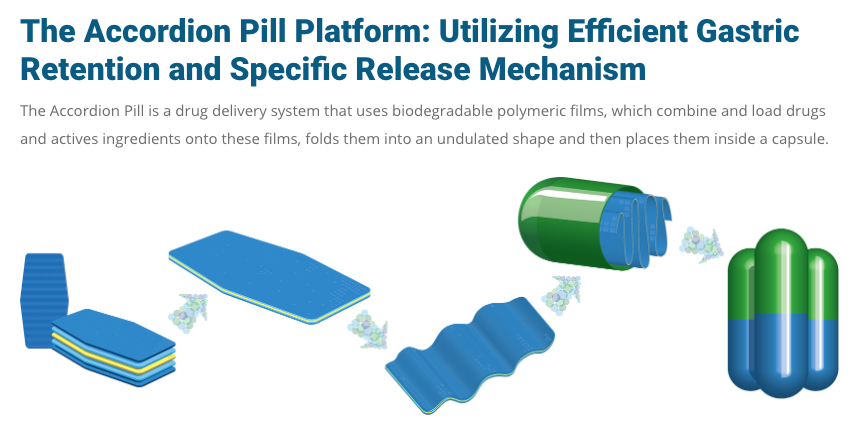 The Accordion Pill Platform: Utilizing Efficient Gastric
Retention and Specific Release Mechanism
The Accordion Pill is a drug delivery system that uses biodegradable polymeric films, which combine and load drugs
and actives ingredients onto these films, folds them into an undulated shape and then places them inside a capsule.